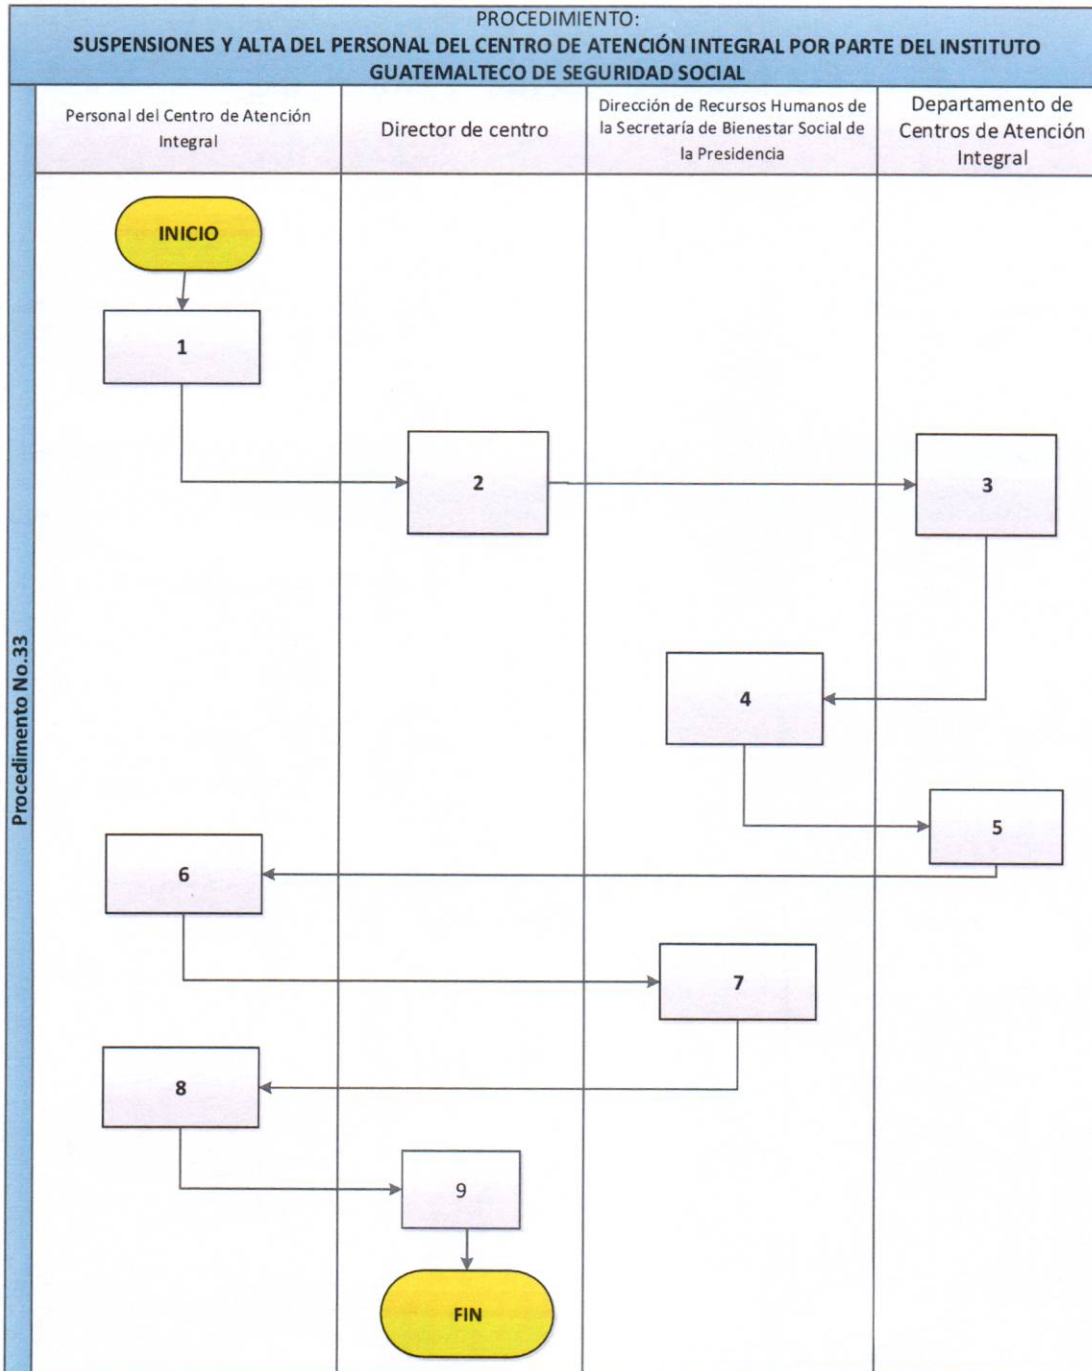 PROCEDIMIENTO:
SUSPENSIONES Y ALTA DEL PERSONAL DEL CENTRO DE ATENCIÓN INTEGRAL POR PARTE DEL INSTITUTO
GUATEMALTECO DE SEGURIDAD SOCIAL
Procedimiento No.33
Personal del Centro de Atención
Integral
Director de centro
Dirección de Recursos Humanos de
la Secretaría de Bienestar Social de
la Presidencia
Departamento de
Centros de Atención
Integral
INICIO
1
2
3
4
5
6
7
8
9
FIN